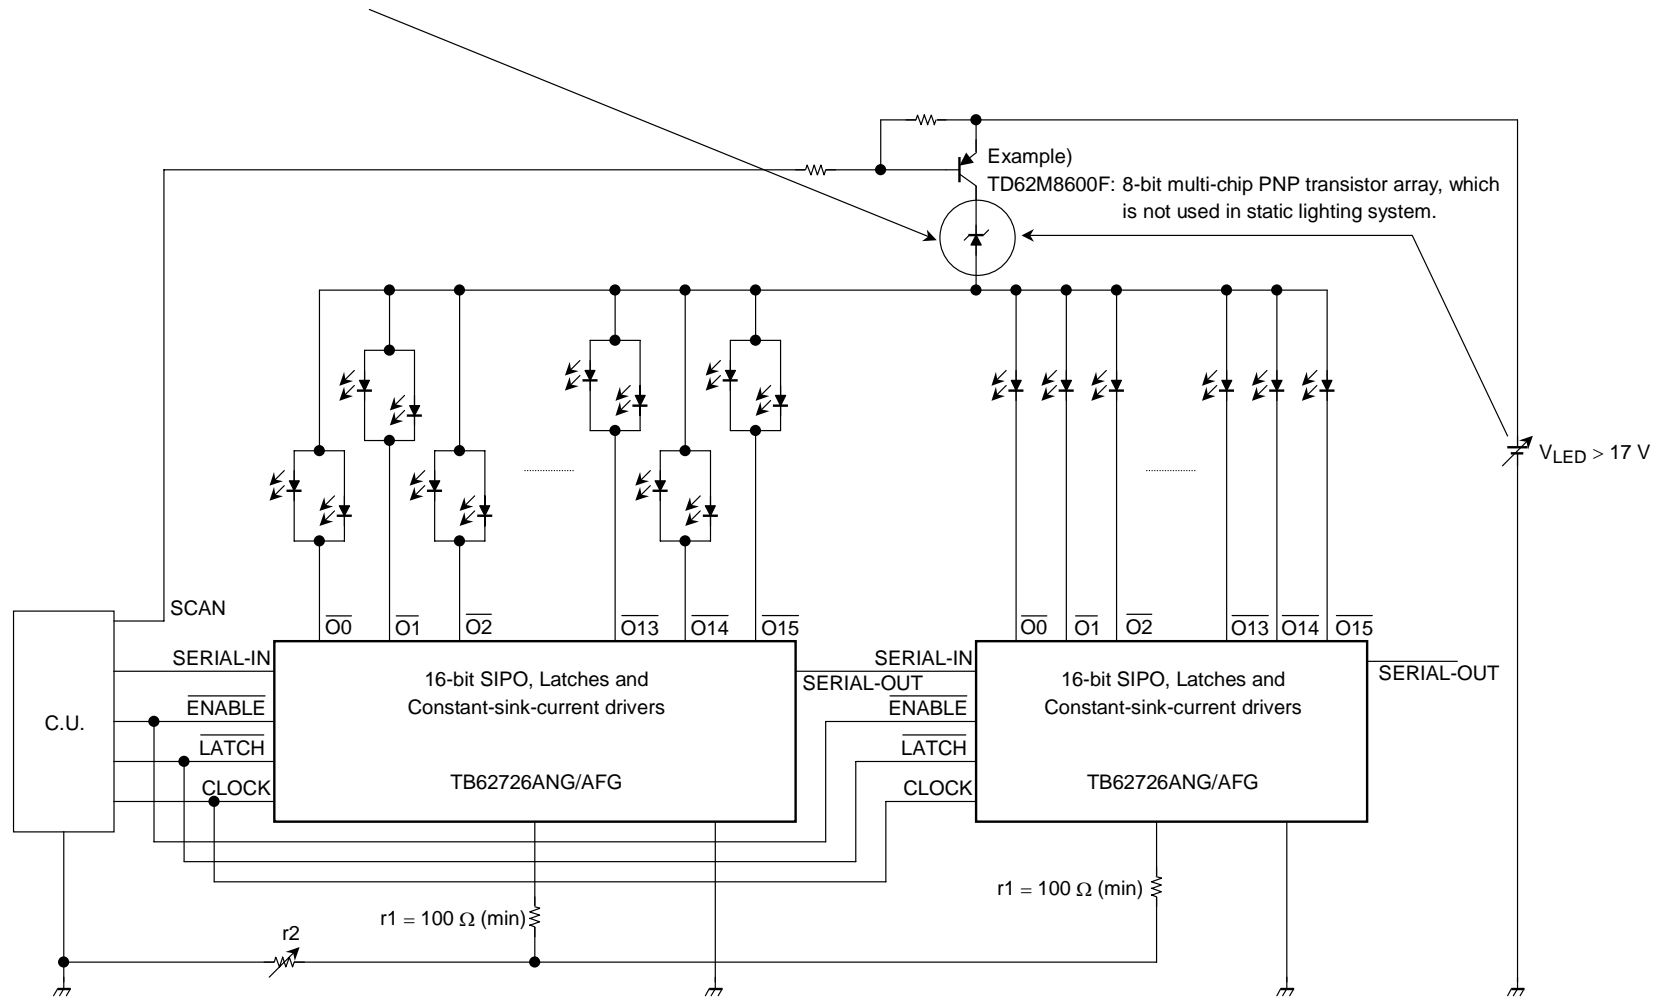 Example)
TD62M8600F: 8-bit multi-chip PNP transistor array, which
is not used in static lighting system.
VLED > 17 V
SCAN
O0 O1 O2 O13 O14 O15 O0 O1 O2 O13 O14 O15
SERIAL-IN
SERIAL-OUT
SERIAL-IN
SERIAL-OUT
16-bit SIPO, Latches and
Constant-sink-current drivers
16-bit SIPO, Latches and
Constant-sink-current drivers
C.U.
ENABLE
ENABLE
LATCH
LATCH
TB62726ANG/AFG
TB62726ANG/AFG
CLOCK
CLOCK
r1 = 100 Ω (min)
r1 = 100 Ω (min)
r2